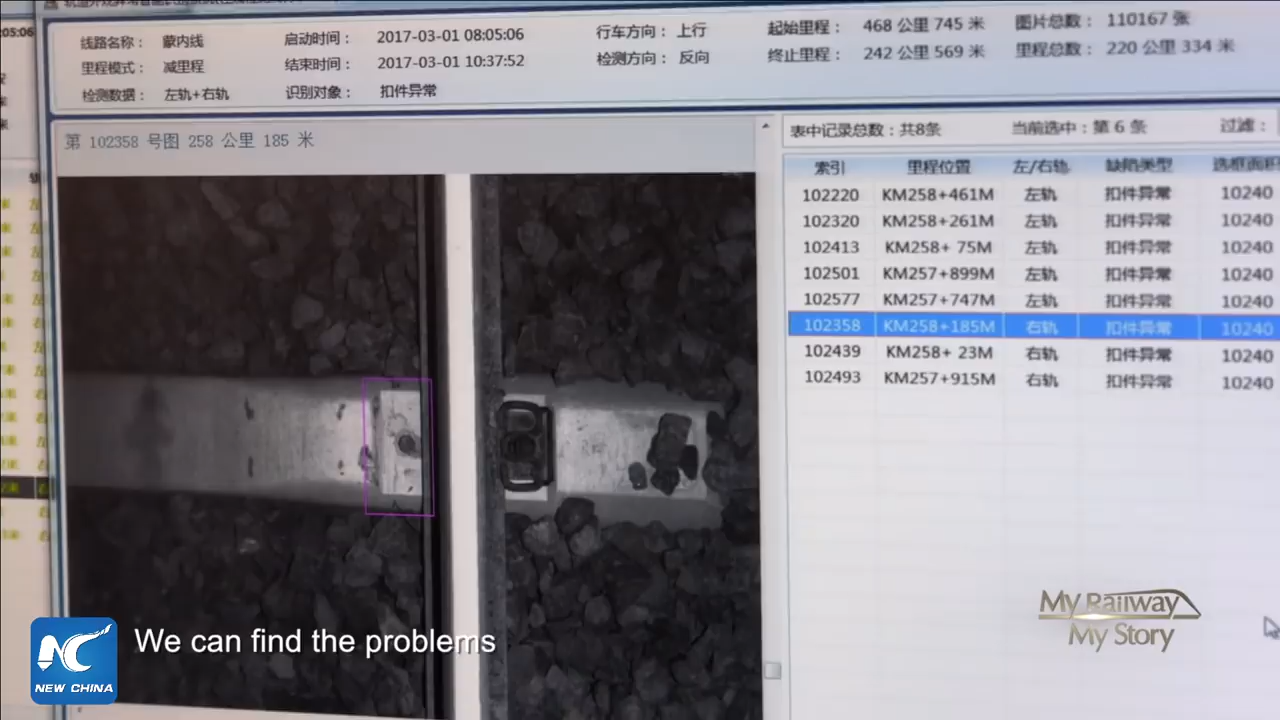 线路名称： 蒙内线 启动时间： 2017-03-01 08:05:06 行车方向： 上行 起始里程： 468 公里 745 米 图片总数： 110167 张
里程模式： 减里程 结束时间： 2017-03-01 10:37:52 检测方向： 反向 终止里程： 242 公里 569 米 里程总数： 220 公里 334 米
检测数据： 左轨+右轨 识别对象： 扣件异常
第 102358 号图 258 公里 185 米
表中记录总数：共8条 当前选中：第 6 条 过滤：
索引 里程位置 左/右轨 缺陷类型 选框面积
102220 KM258+461M 左轨 扣件异常 10240
102320 KM258+261M 左轨 扣件异常 10240
102413 KM258+ 75M 左轨 扣件异常 10240
102501 KM257+899M 左轨 扣件异常 10240
102577 KM257+747M 左轨 扣件异常 10240
102358 KM258+185M 右轨 扣件异常 10240
102439 KM258+ 23M 右轨 扣件异常 10240
102493 KM257+915M 右轨 扣件异常 10240
My Railway
My Story
We can find the problems
NC
NEW CHINA